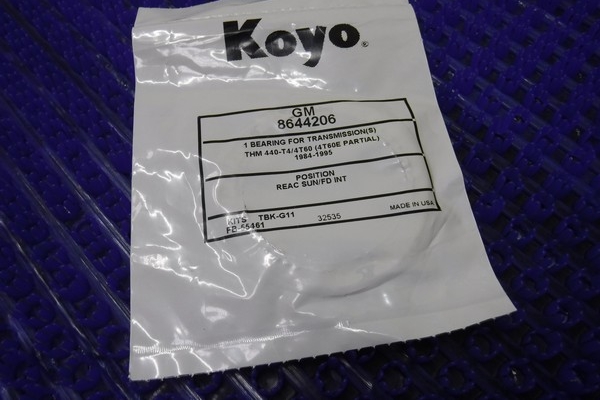 Koyo®
GM
8644206
1 BEARING FOR TRANSMISSION(S)
THM 440-T4/4T60 (4T60E PARTIAL)
1984-1995
POSITION
REAC SUN/FD INT
KITS TBK-G11 32535 MADE IN USA
FB-55461